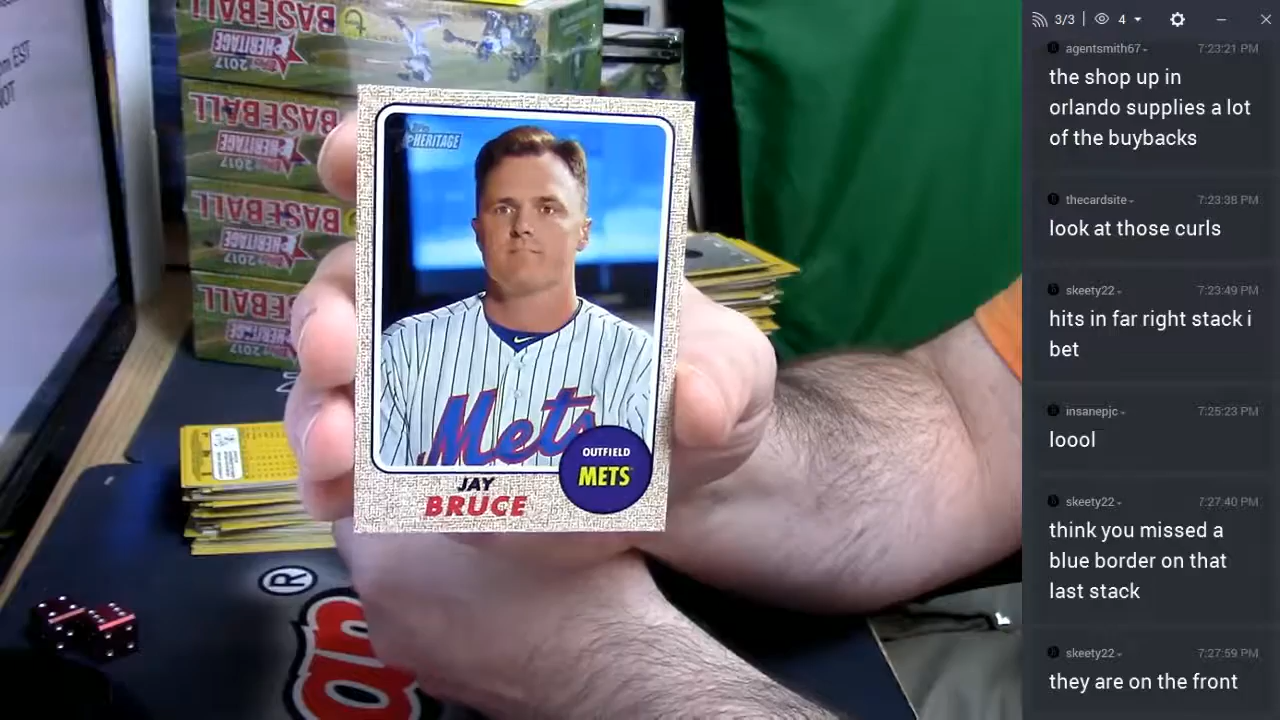 m EST
NOT
BASEBALL
HERITAGE
2017
BASEBALL
HERITAGE
2017
BASEBALL
HERITAGE
2017
BASEBALL
2017
Topps
HERITAGE
Mets
OUTFIELD
METS
JAY
BRUCE
®
3/3
4
agentsmith67
7:23:21 PM
the shop up in
orlando supplies a lot
of the buybacks
thecardsite
7:23:38 PM
look at those curls
skeety22
7:23:49 PM
hits in far right stack i
bet
insanepjc
7:25:23 PM
loool
skeety22
7:27:40 PM
think you missed a
blue border on that
last stack
skeety22
7:27:59 PM
they are on the front